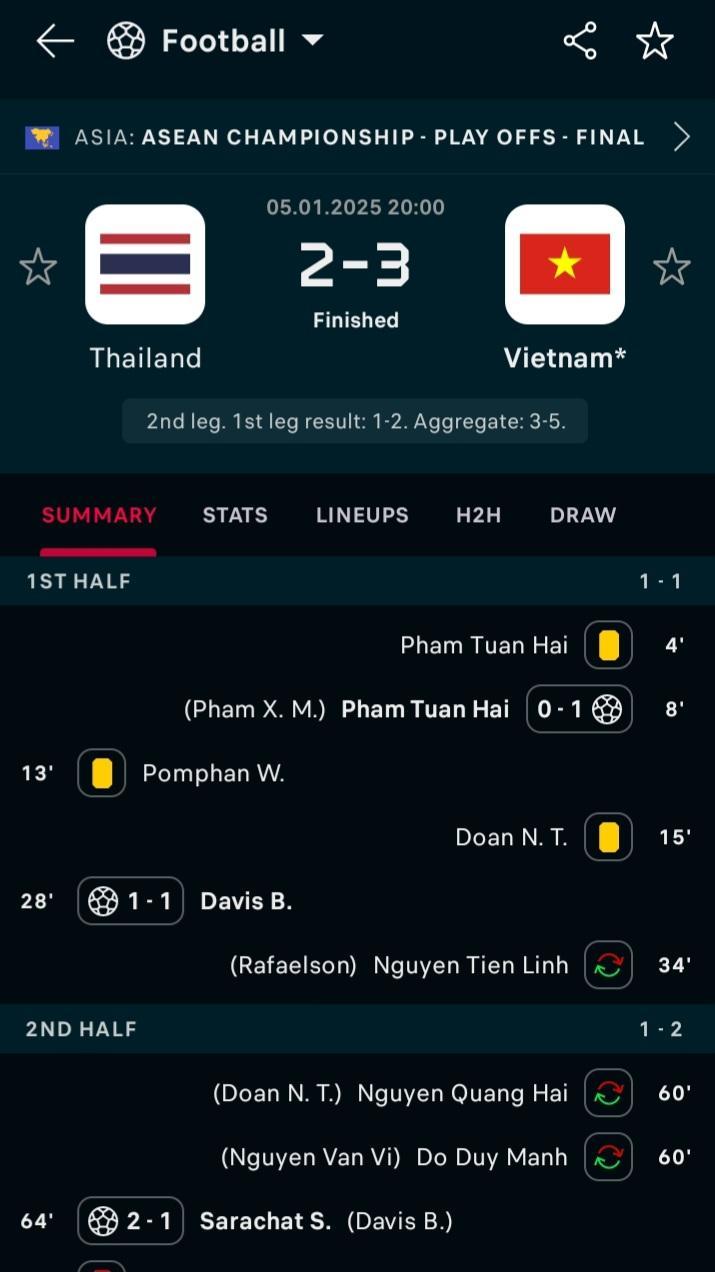 Football
ASIA: ASEAN CHAMPIONSHIP - PLAY OFFS - FINAL
05.01.2025 20:00
2-3
Finished
Thailand
Vietnam*
2nd leg. 1st leg result: 1-2. Aggregate: 3-5.
SUMMARY STATS LINEUPS H2H DRAW
1ST HALF 1 - 1
Pham Tuan Hai 4'
(Pham X. M.) Pham Tuan Hai 0 - 1 8'
13' Pomphan W.
Doan N. T. 15'
28' 1 - 1 Davis B.
(Rafaelson) Nguyen Tien Linh 34'
2ND HALF 1 - 2
(Doan N. T.) Nguyen Quang Hai 60'
(Nguyen Van Vi) Do Duy Manh 60'
64' 2 - 1 Sarachat S. (Davis B.)